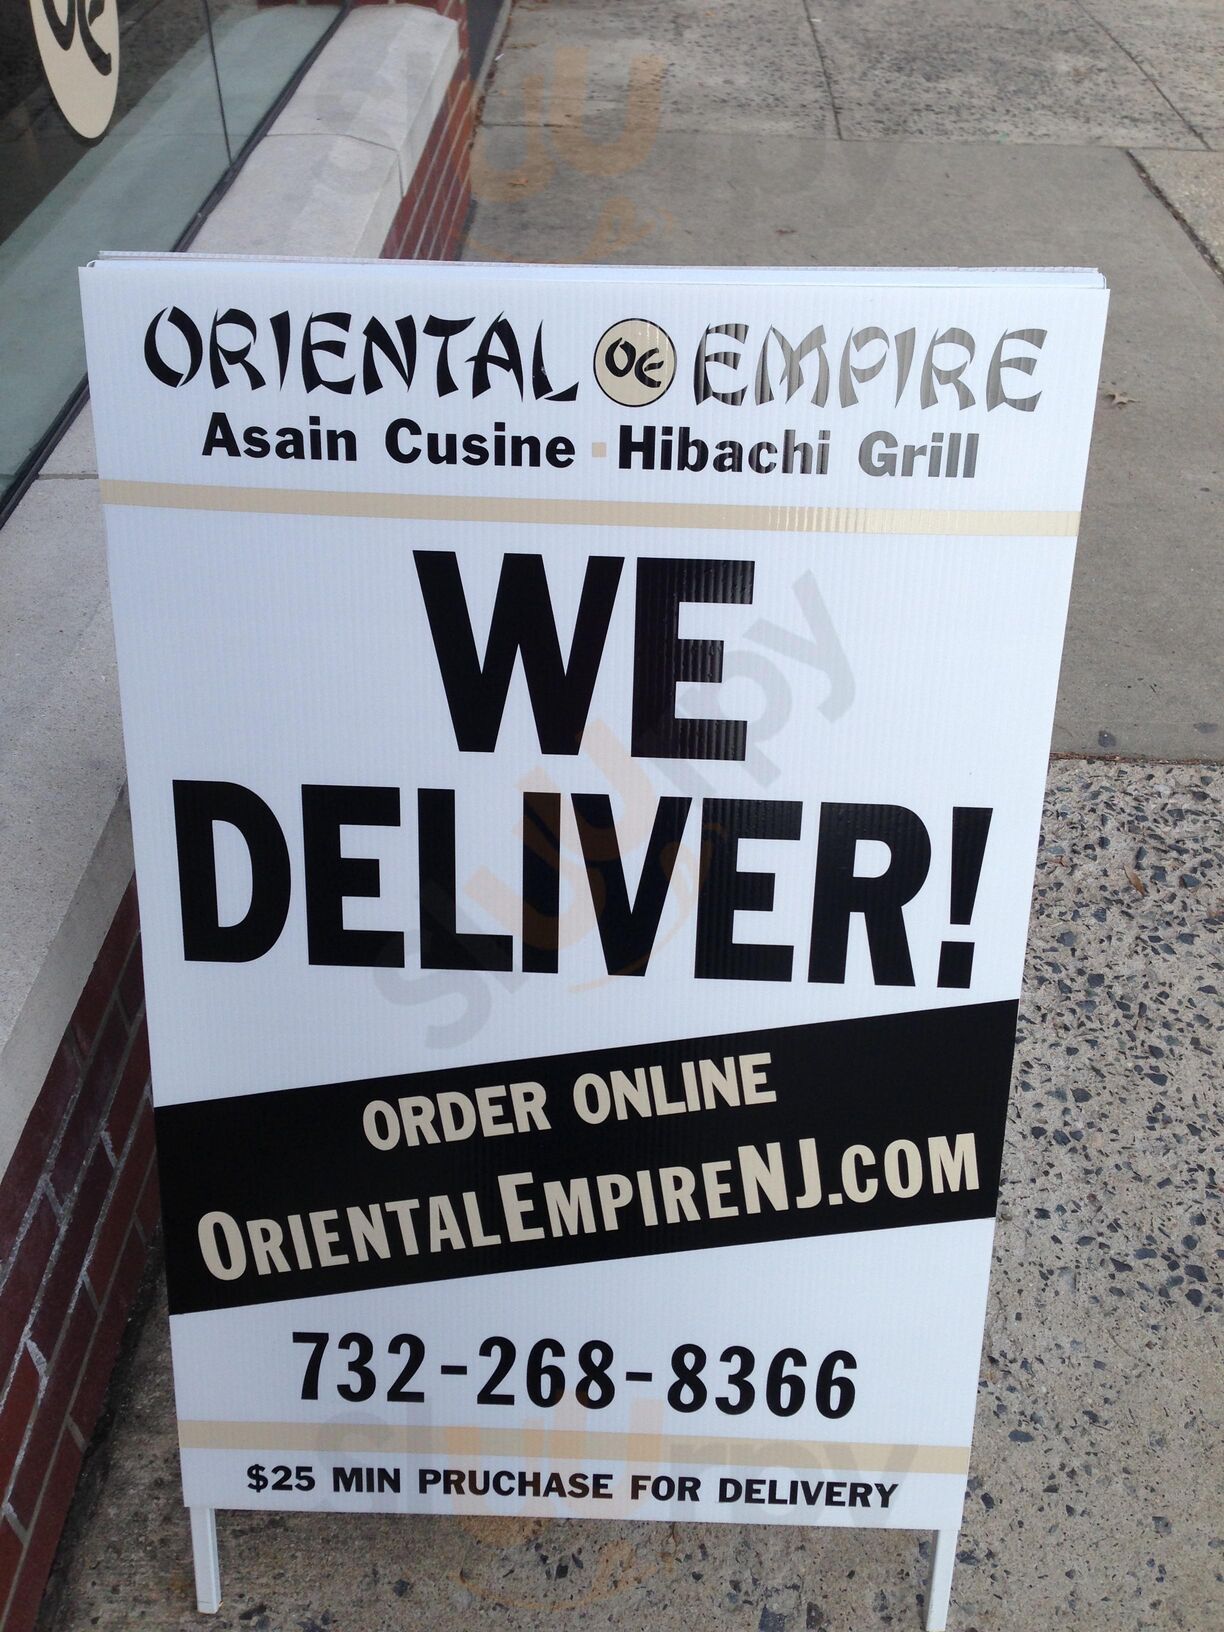 ORIENTAL OE EMPIRE
Asain Cusine · Hibachi Grill
WE
DELIVER!
ORDER ONLINE
ORIENTALEMPIRENJ.COM
732-268-8366
$25 MIN PRUCHASE FOR DELIVERY
sluurpy